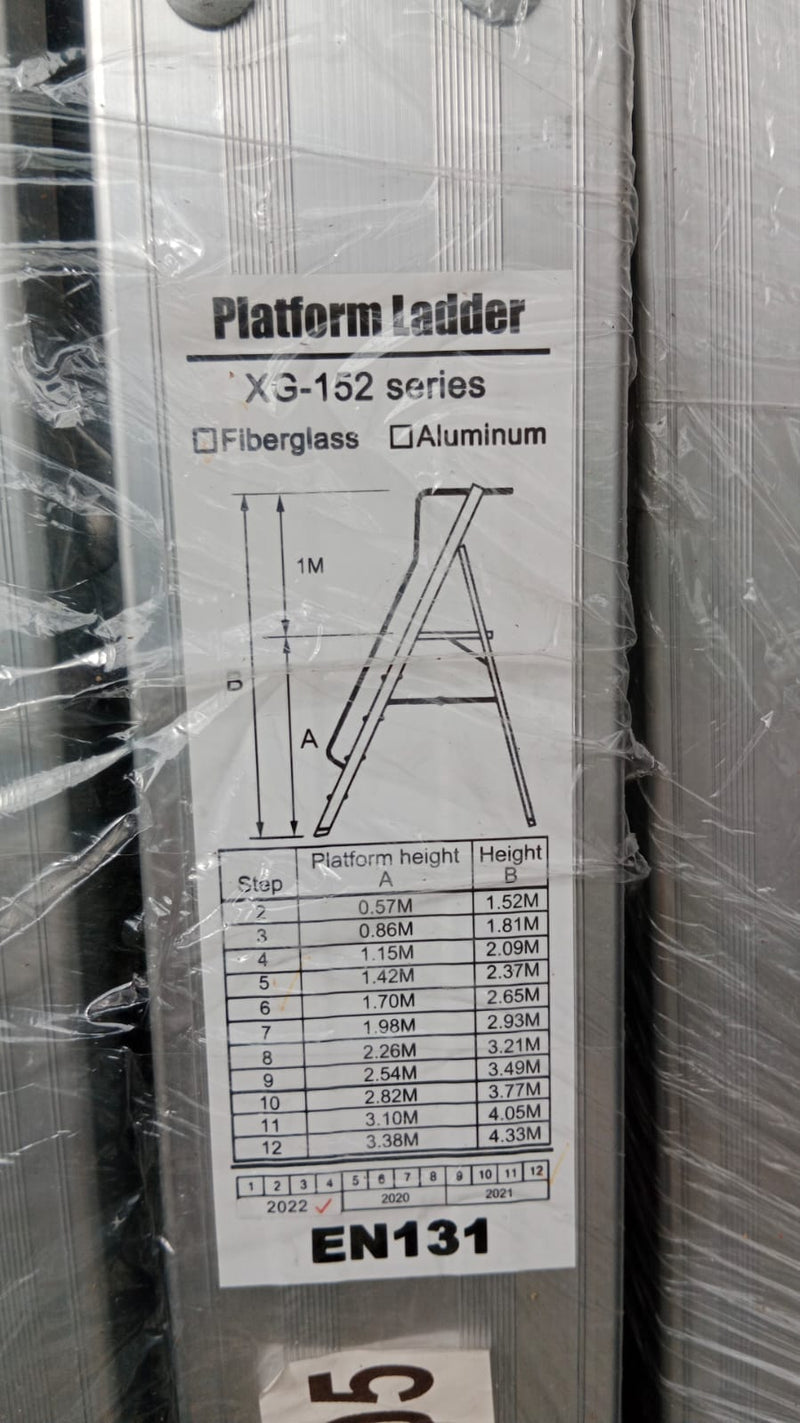 Platform Ladder
XG-152 series
☐Fiberglass ☐Aluminum
1M
B
A
Step Platform height A Height B
2 0.57M 1.52M
3 0.86M 1.81M
4 1.15M 2.09M
5 1.42M 2.37M
6 1.70M 2.65M
7 1.98M 2.93M
8 2.26M 3.21M
9 2.54M 3.49M
10 2.82M 3.77M
11 3.10M 4.05M
12 3.38M 4.33M
1 2 3 4 5 6 7 8 9 10 11 12
2022 ✓ 2020 2021
EN131